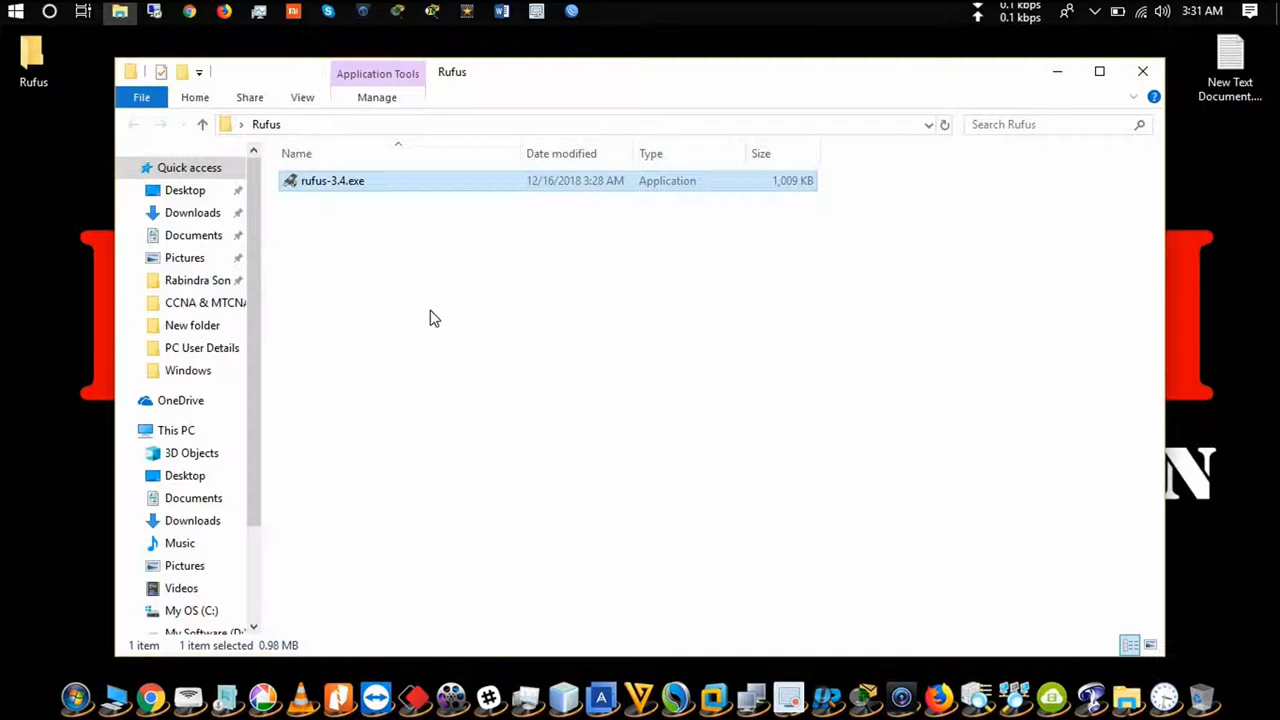 0.1 kbps
0.1 kbps
3:31 AM
Rufus
New Text
Document....
Application Tools
Rufus
File
Home
Share
View
Manage
Rufus
Search Rufus
Name
Date modified
Type
Size
rufus-3.4.exe
12/16/2018 3:28 AM
Application
1,009 KB
Quick access
Desktop
Downloads
Documents
Pictures
Rabindra Son
CCNA & MTCNA
New folder
PC User Details
Windows
OneDrive
This PC
3D Objects
Desktop
Documents
Downloads
Music
Pictures
Videos
My OS (C:)
My Software (D:
N
1 item
1 item selected
0.98 MB